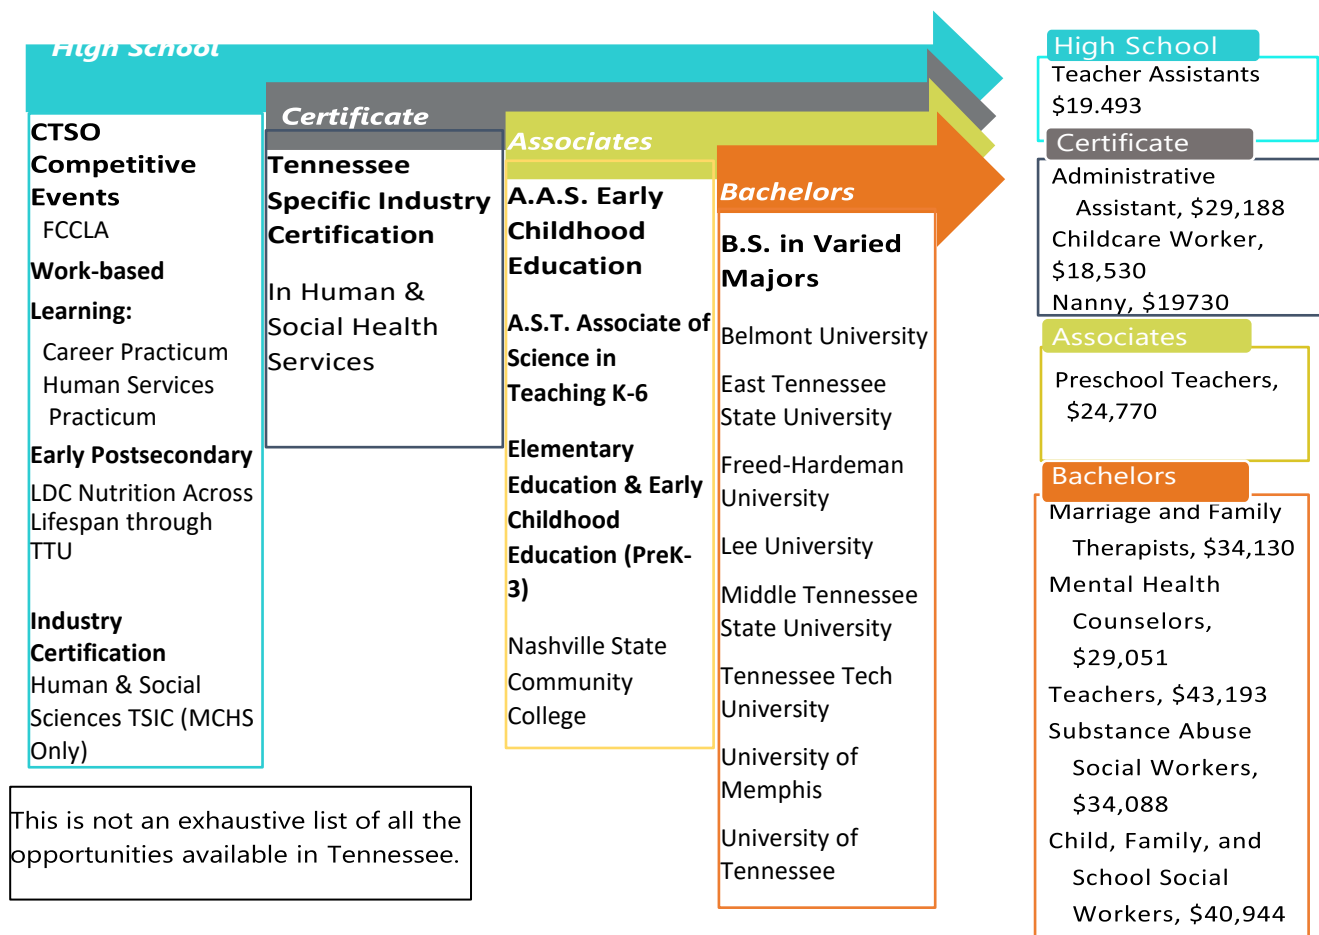 High School
CTSO
Competitive
Events
FCCLA
Work-based
Learning:
Career Practicum
Human Services
Practicum
Early Postsecondary
LDC Nutrition Across
Lifespan through
TTU
Industry
Certification
Human & Social
Sciences TSIC (MCHS
Only)
Certificate
Tennessee
Specific Industry
Certification
In Human &
Social Health
Services
Associates
A.A.S. Early
Childhood
Education
A.S.T. Associate of
Science in
Teaching K-6
Elementary
Education & Early
Childhood
Education (PreK-
3)
Nashville State
Community
College
Bachelors
B.S. in Varied
Majors
Belmont University
East Tennessee
State University
Freed-Hardeman
University
Lee University
Middle Tennessee
State University
Tennessee Tech
University
University of
Memphis
University of
Tennessee
High School
Teacher Assistants
$19.493
Certificate
Administrative
Assistant, $29,188
Childcare Worker,
$18,530
Nanny, $19730
Associates
Preschool Teachers,
$24,770
Bachelors
Marriage and Family
Therapists, $34,130
Mental Health
Counselors,
$29,051
Teachers, $43,193
Substance Abuse
Social Workers,
$34,088
Child, Family, and
School Social
Workers, $40,944
This is not an exhaustive list of all the
opportunities available in Tennessee.